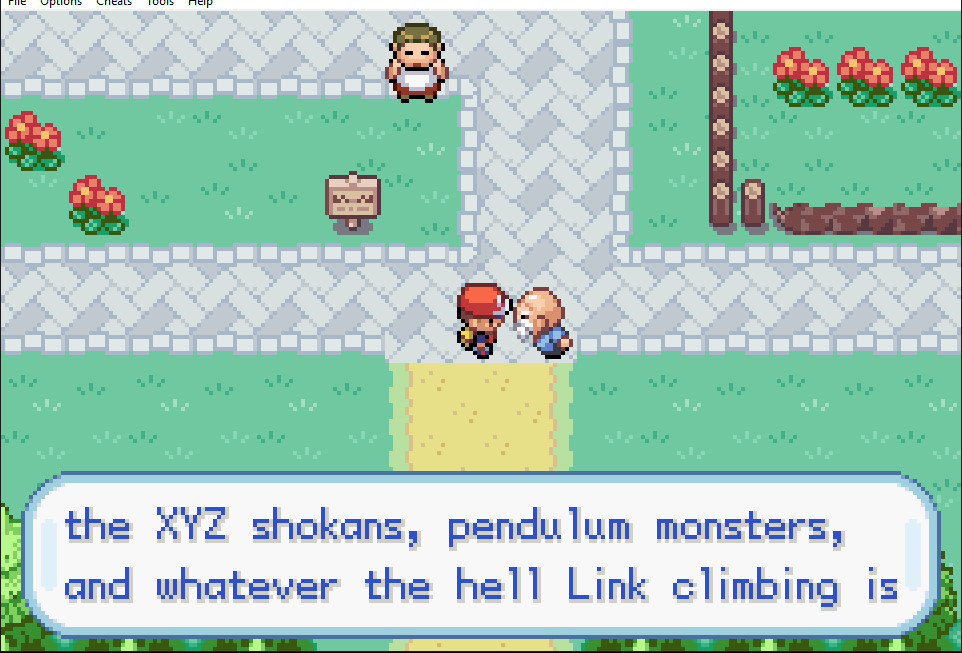 File Options Cheats Tools Help
the XYZ shokans, pendulum monsters,
and whatever the hell Link climbing is